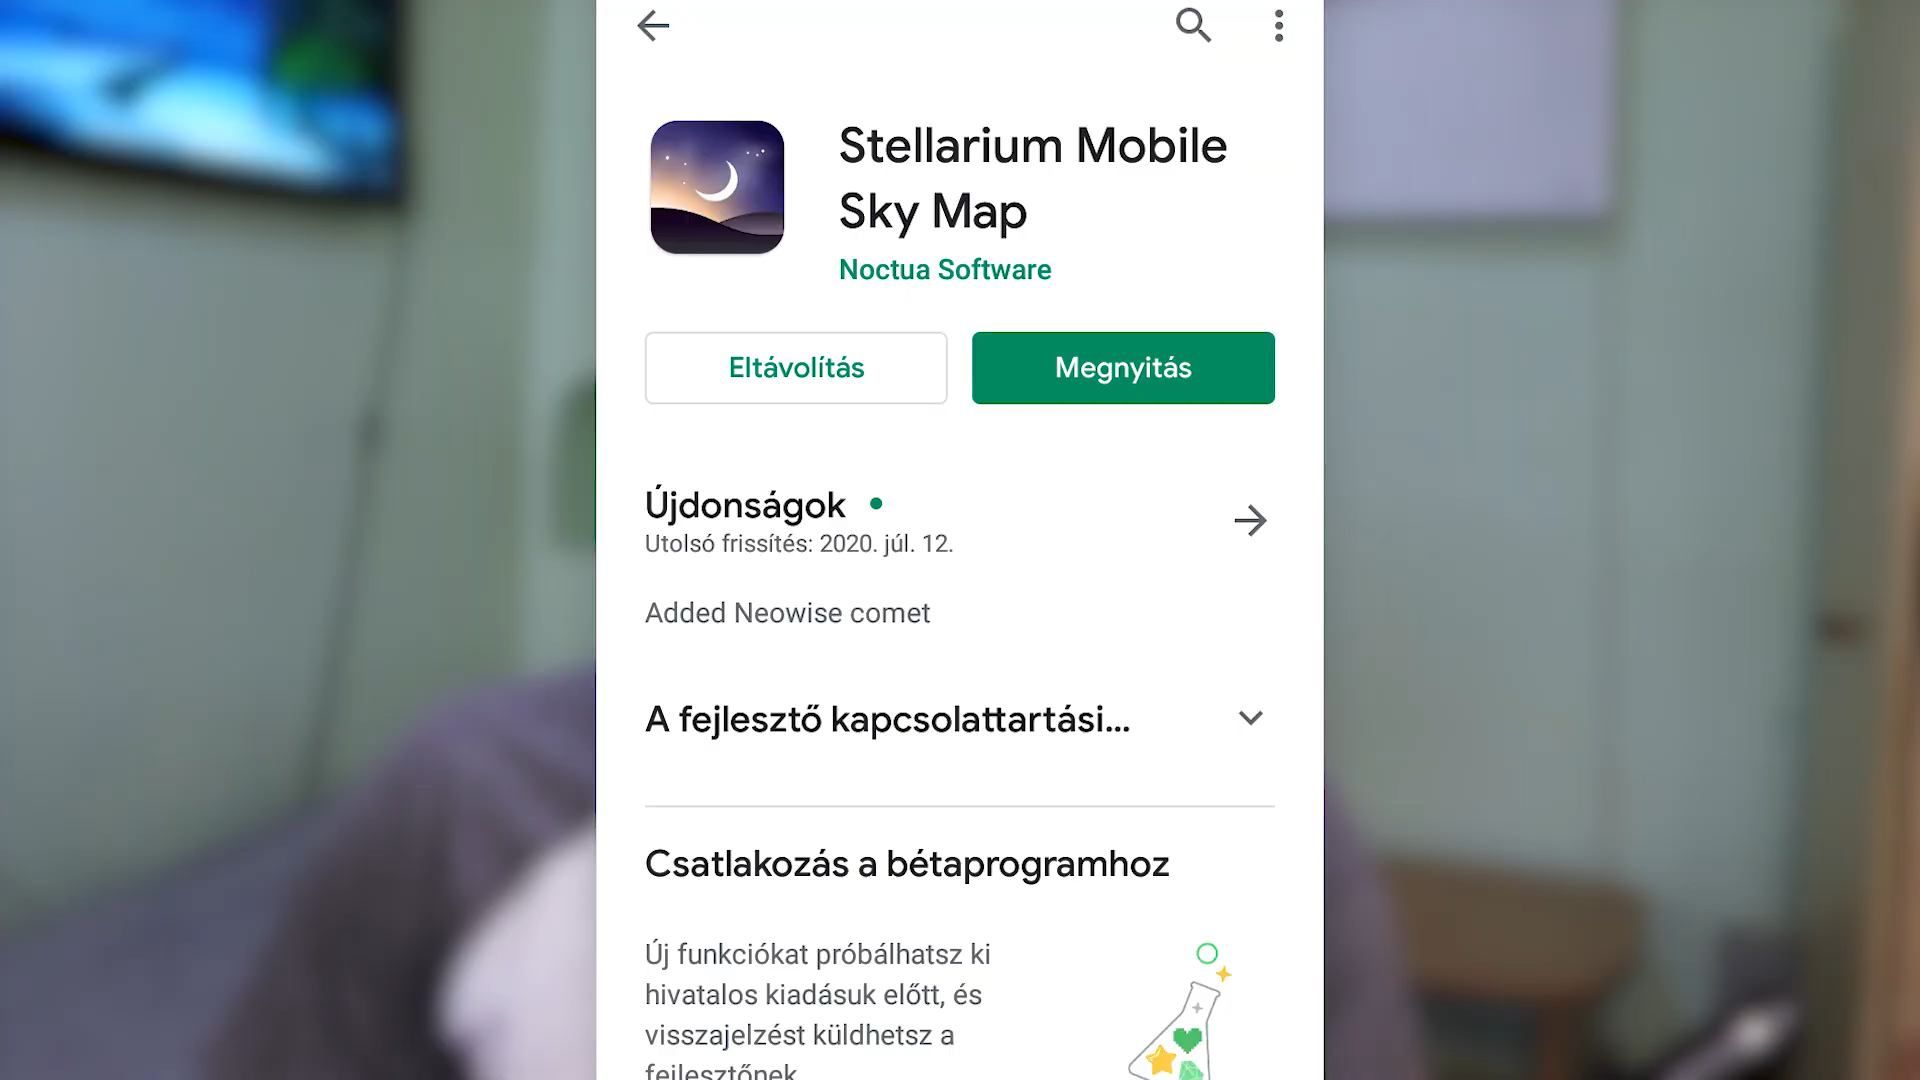 Stellarium Mobile
Sky Map
Noctua Software
Eltávolítás
Megnyitás
Újdonságok
Utolsó frissítés: 2020. júl. 12.
Added Neowise comet
A fejlesztő kapcsolattartási...
Csatlakozás a bétaprogramhoz
Új funkciókat próbálhatsz ki
hivatalos kiadásuk előtt, és
visszajelzést küldhetsz a
fejlesztőnek